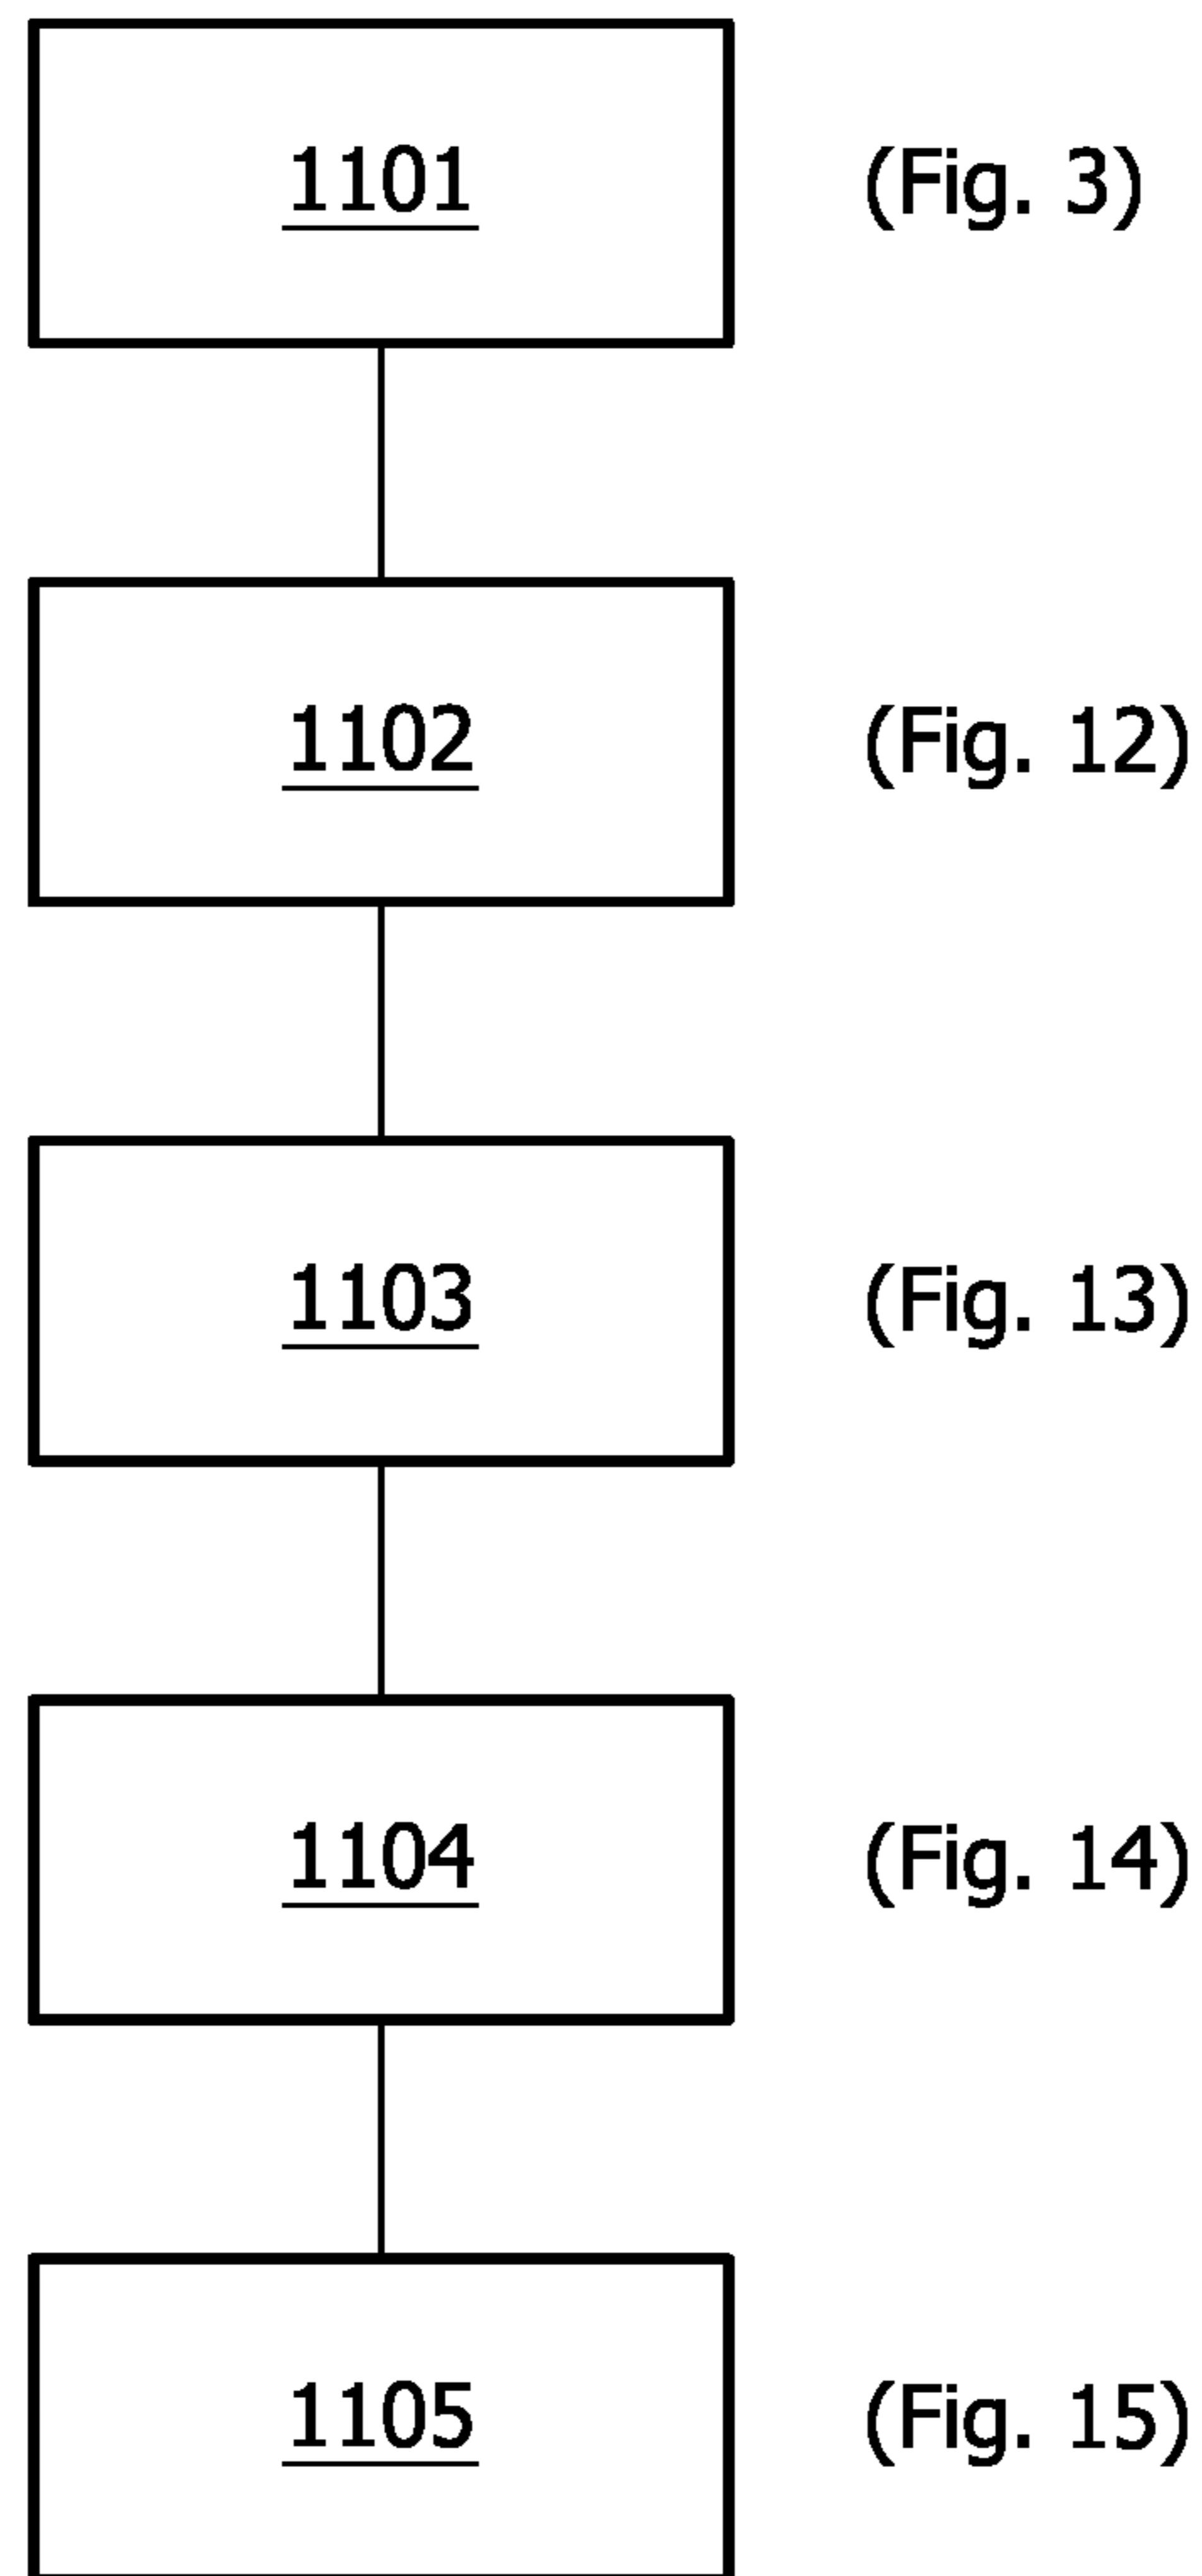 1101 (Fig. 3)
1102 (Fig. 12)
1103 (Fig. 13)
1104 (Fig. 14)
1105 (Fig. 15)